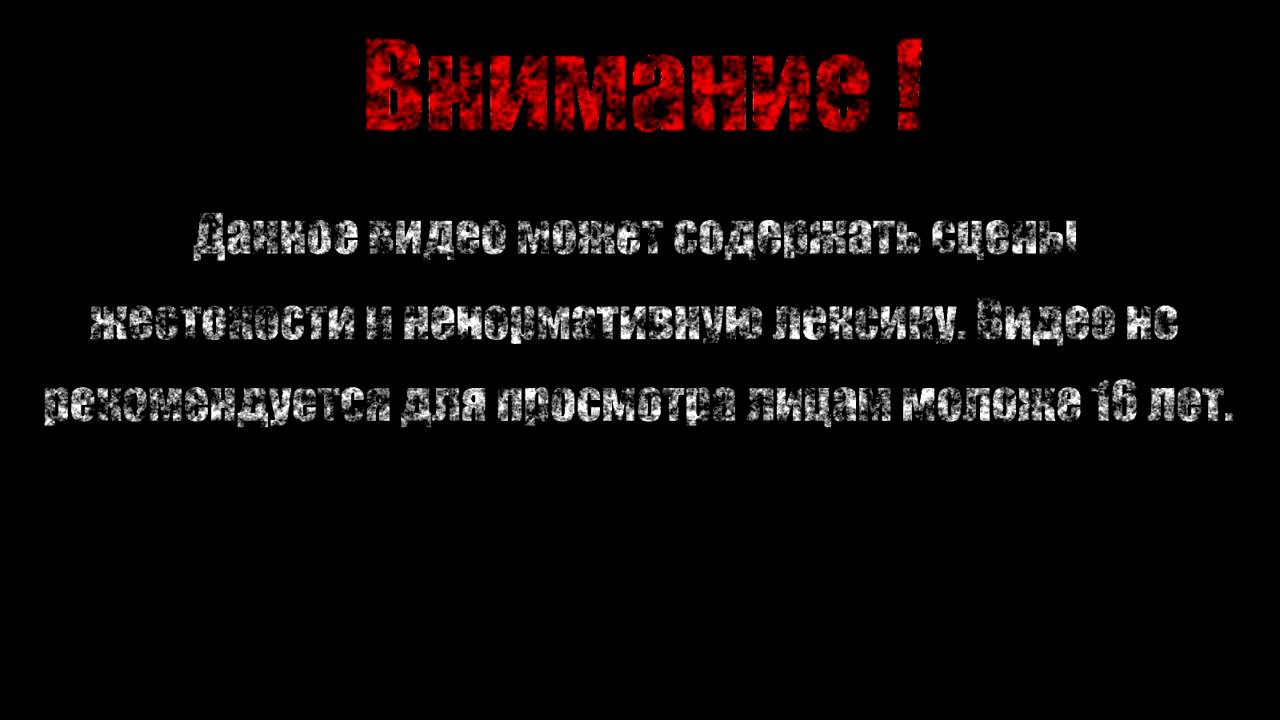 Внимание !
Данное видео может содержать сцены
жестокости и ненормативную лексику. Видео не
рекомендуется для просмотра лицам моложе 16 лет.